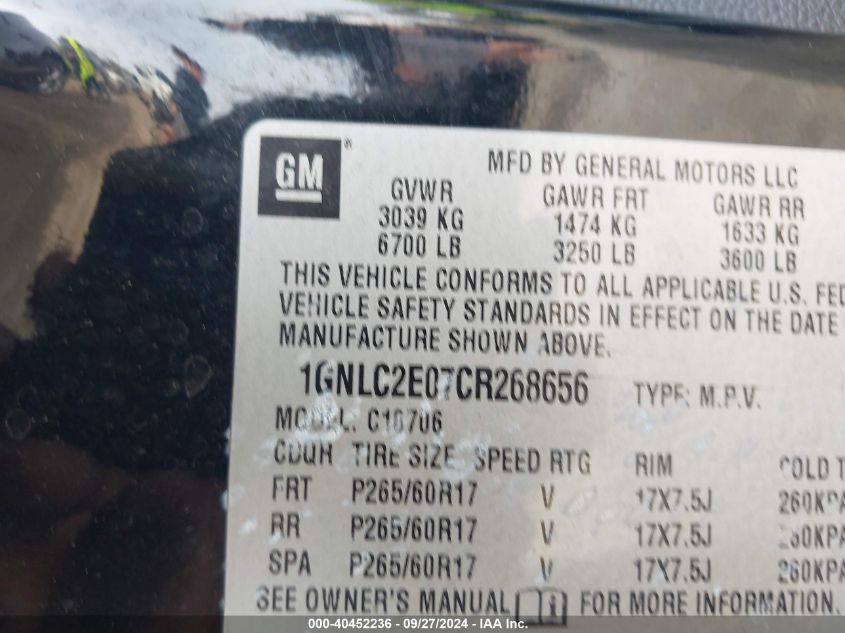 GM ®
MFD BY GENERAL MOTORS LLC
GVWR GAWR FRT GAWR RR
3039 KG 1474 KG 1633 KG
6700 LB 3250 LB 3600 LB
THIS VEHICLE CONFORMS TO ALL APPLICABLE U.S. FED
VEHICLE SAFETY STANDARDS IN EFFECT ON THE DATE
MANUFACTURE SHOWN ABOVE.
1GNLC2E07CR268656 TYPE: M.P.V.
MODEL: C10706
TIRE SIZE SPEED RTG RIM COLD T
FRT P265/60R17 V 17X7.5J 260KPA
RR P265/60R17 V 17X7.5J 260KPA
SPA P265/60R17 V 17X7.5J 260KPA
SEE OWNER'S MANUAL i FOR MORE INFORMATION.
000-40452236 - 09/27/2024 - IAA Inc.